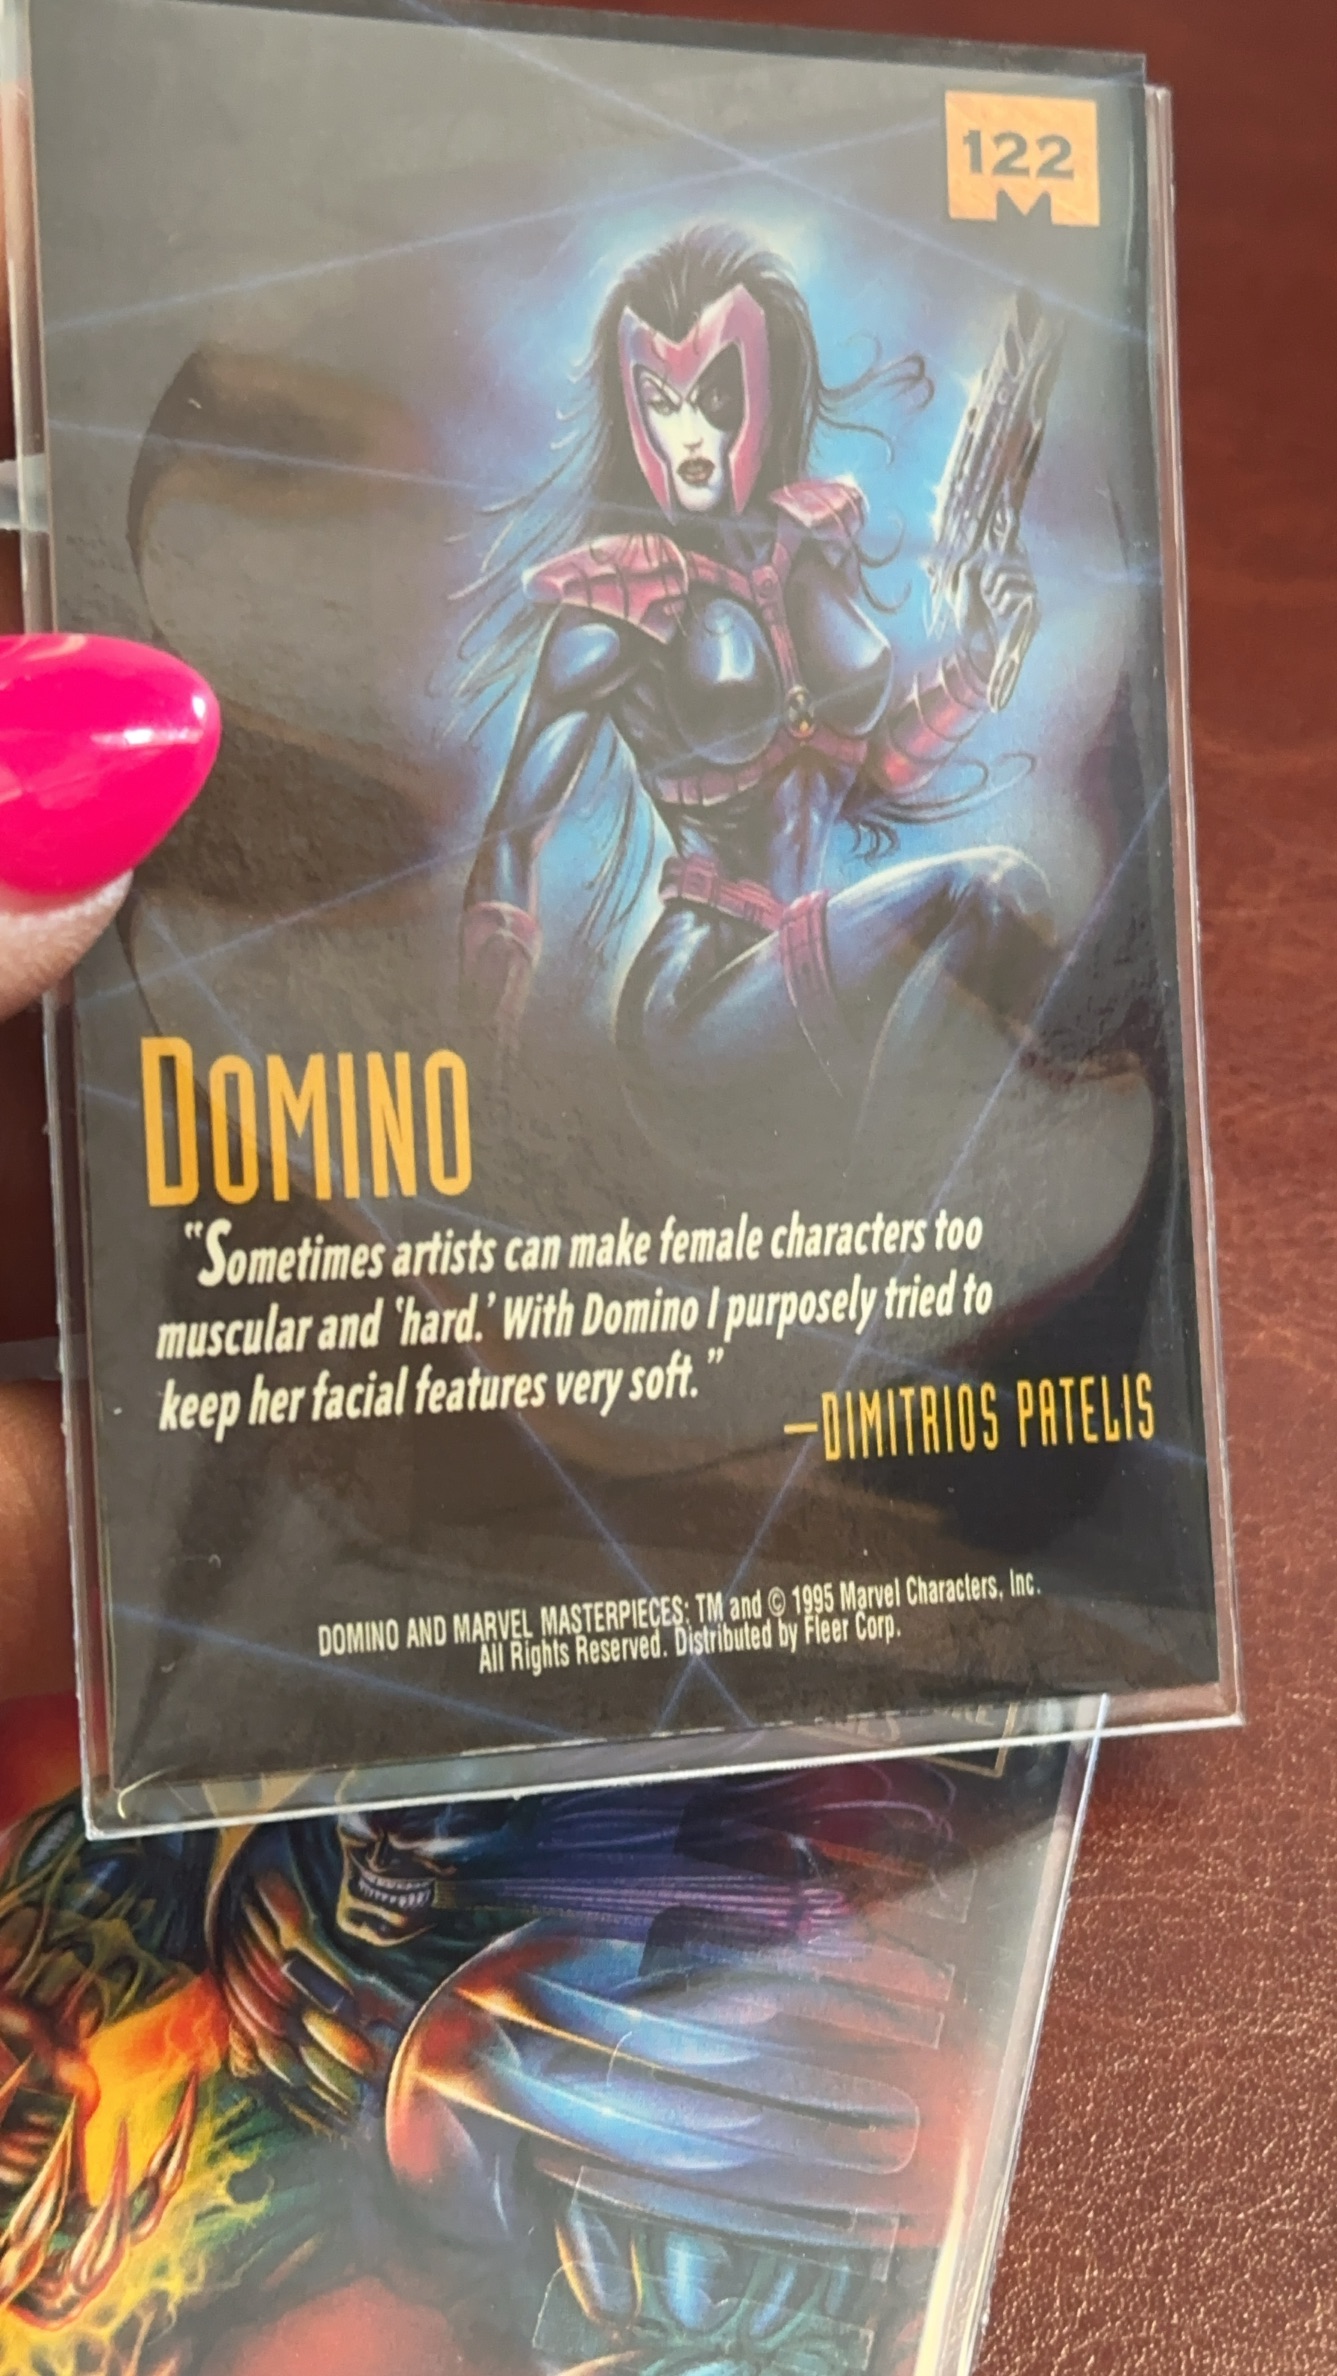 122
DOMINO
"Sometimes artists can make female characters too
muscular and 'hard.' With Domino I purposely tried to
keep her facial features very soft."
—DIMITRIOS PATELIS
DOMINO AND MARVEL MASTERPIECES: TM and © 1995 Marvel Characters, Inc.
All Rights Reserved. Distributed by Fleer Corp.